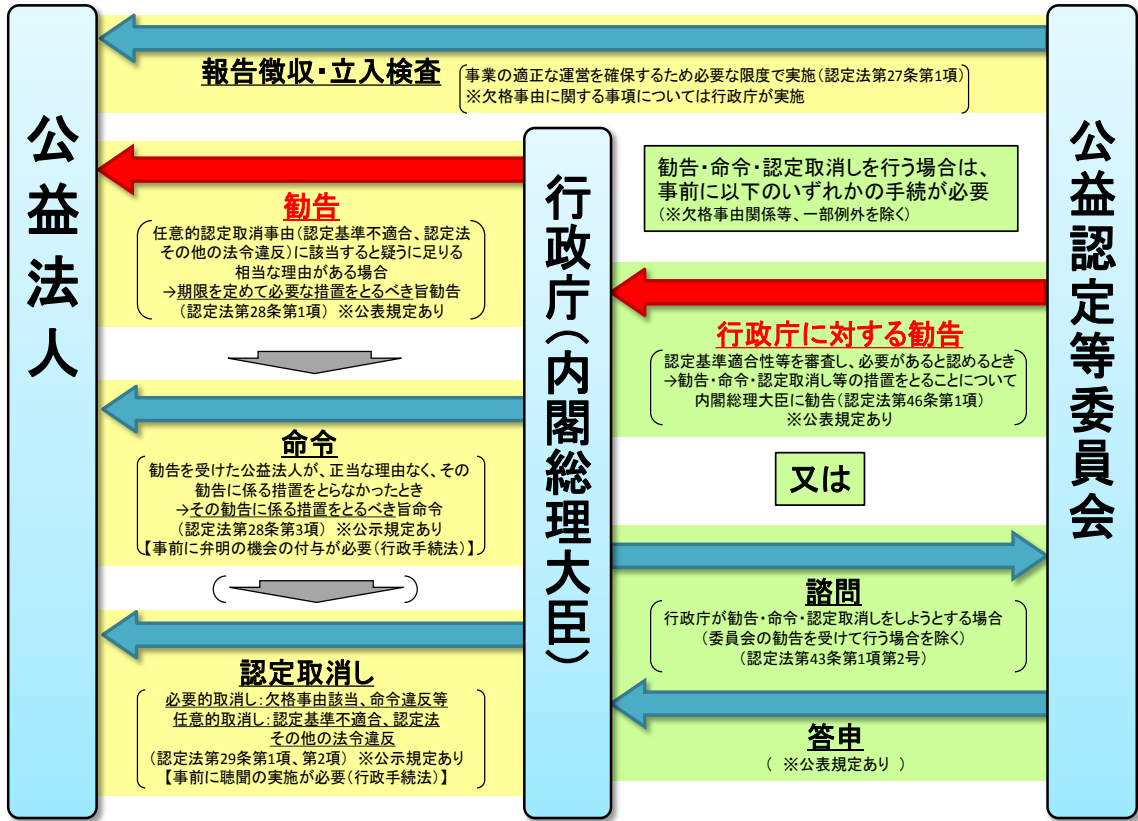 公益法人
報告徴収・立入検査
事業の適正な運営を確保するため必要な限度で実施(認定法第27条第1項)
※欠格事由に関する事項については行政庁が実施
勧告
任意的認定取消事由(認定基準不適合、認定法
その他の法令違反)に該当すると疑うに足りる
相当な理由がある場合
→期限を定めて必要な措置をとるべき旨勧告
(認定法第28条第1項) ※公表規定あり
命令
勧告を受けた公益法人が、正当な理由なく、その
勧告に係る措置をとらなかったとき
→その勧告に係る措置をとるべき旨命令
(認定法第28条第3項) ※公示規定あり
【事前に弁明の機会の付与が必要(行政手続法)】
認定取消し
必要的取消し:欠格事由該当、命令違反等
任意的取消し:認定基準不適合、認定法
その他の法令違反
(認定法第29条第1項、第2項) ※公示規定あり
【事前に聴聞の実施が必要(行政手続法)】
行政庁(内閣総理大臣)
勧告・命令・認定取消しを行う場合は、
事前に以下のいずれかの手続が必要
(※欠格事由関係等、一部例外を除く)
行政庁に対する勧告
認定基準適合性等を審査し、必要があると認めるとき
→勧告・命令・認定取消し等の措置をとることについて
内閣総理大臣に勧告(認定法第46条第1項)
※公表規定あり
又は
諮問
行政庁が勧告・命令・認定取消しをしようとする場合
(委員会の勧告を受けて行う場合を除く)
(認定法第43条第1項第2号)
答申
( ※公表規定あり )
公益認定等委員会